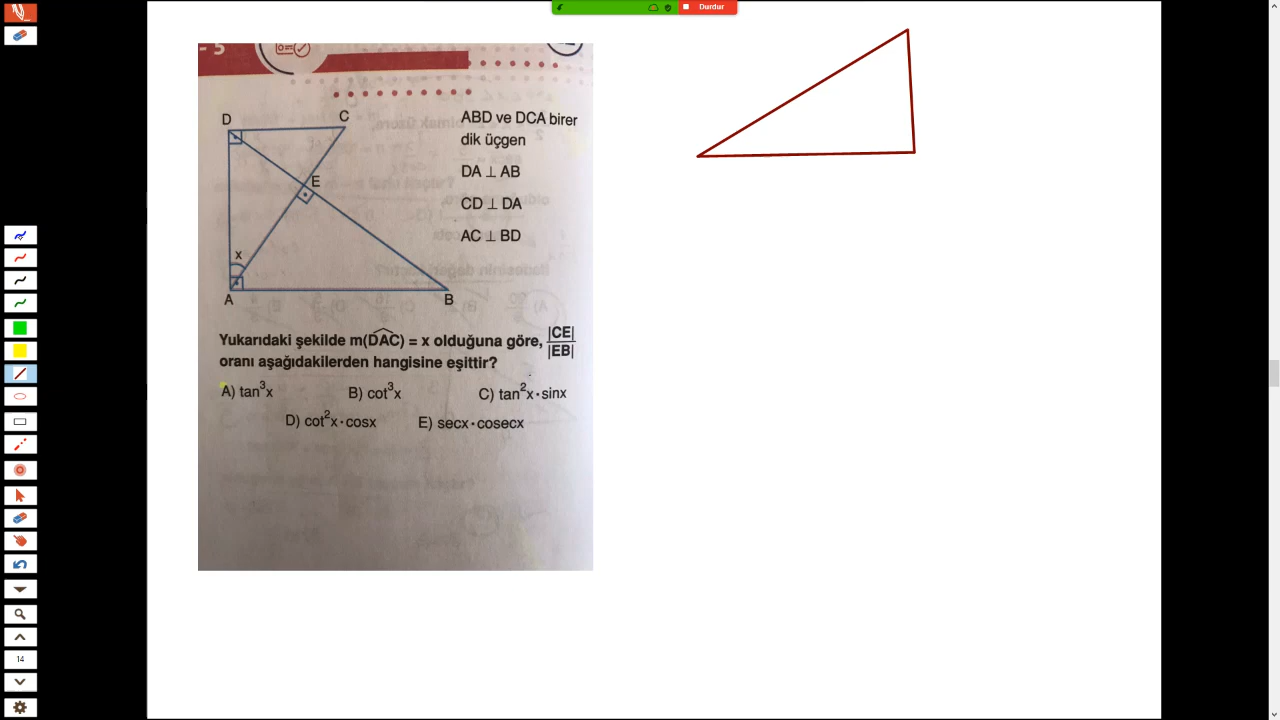 Durdur
- 5
D
C
ABD ve DCA birer
dik üçgen
E
DA ⊥ AB
CD ⊥ DA
AC ⊥ BD
x
A
B
Yukarıdaki şekilde m(DAC) = x olduğuna göre, |CE|/|EB|
oranı aşağıdakilerden hangisine eşittir?
A) tan³x B) cot³x C) tan²x·sinx
D) cot²x·cosx E) secx·cosecx
14